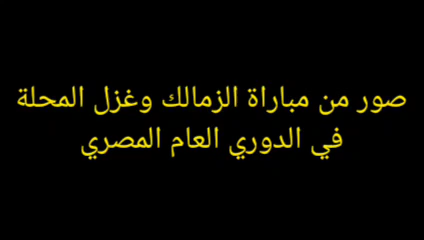 صور من مباراة الزمالك وغزل المحلة
في الدوري العام المصري